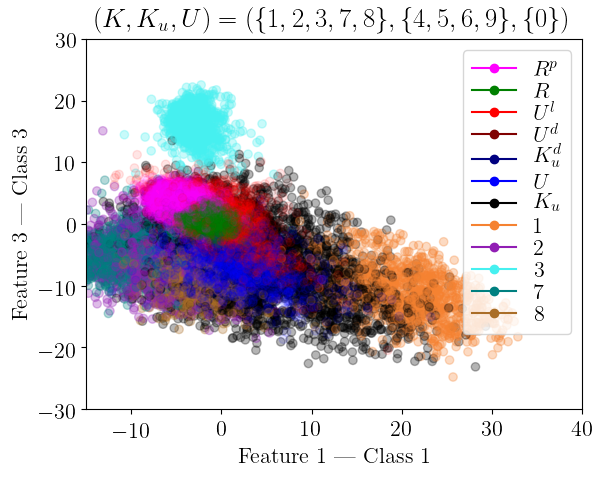 (K, K_u, U) = ({1, 2, 3, 7, 8}, {4, 5, 6, 9}, {0})
30
20
10
0
−10
−20
−30
−10
0
10
20
30
40
Feature 3 — Class 3
Feature 1 — Class 1
R^p
R
U^l
U^d
K_u^d
U
K_u
1
2
3
7
8